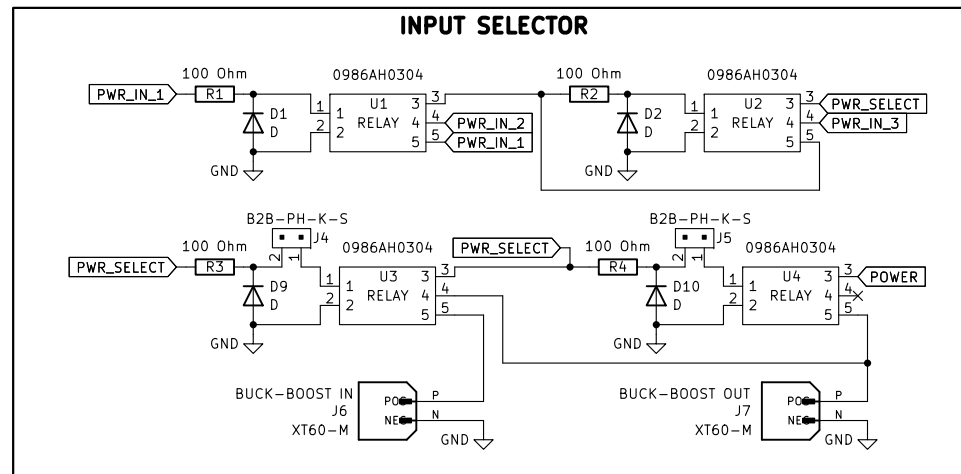 INPUT SELECTOR
100 Ohm 0986AH0304 100 Ohm 0986AH0304
PWR_IN_1 R1 1 1 U1 3 3 R2 1 1 U2 3 3 PWR_SELECT
D1 D 2 2 RELAY 4 4 PWR_IN_2 D2 D 2 2 RELAY 4 4 PWR_IN_3
5 5 PWR_IN_1 5 5
GND GND
B2B-PH-K-S B2B-PH-K-S
J4 J5
100 Ohm 2 1 0986AH0304 PWR_SELECT 100 Ohm 2 1 0986AH0304
PWR_SELECT R3 1 1 U3 3 3 R4 1 1 U4 3 3 POWER
D9 D 2 2 RELAY 4 4 D10 D 2 2 RELAY 4 4
5 5 5 5
GND GND
BUCK-BOOST IN POS P BUCK-BOOST OUT POS P
J6 NEG N J7 NEG N
XT60-M GND XT60-M GND